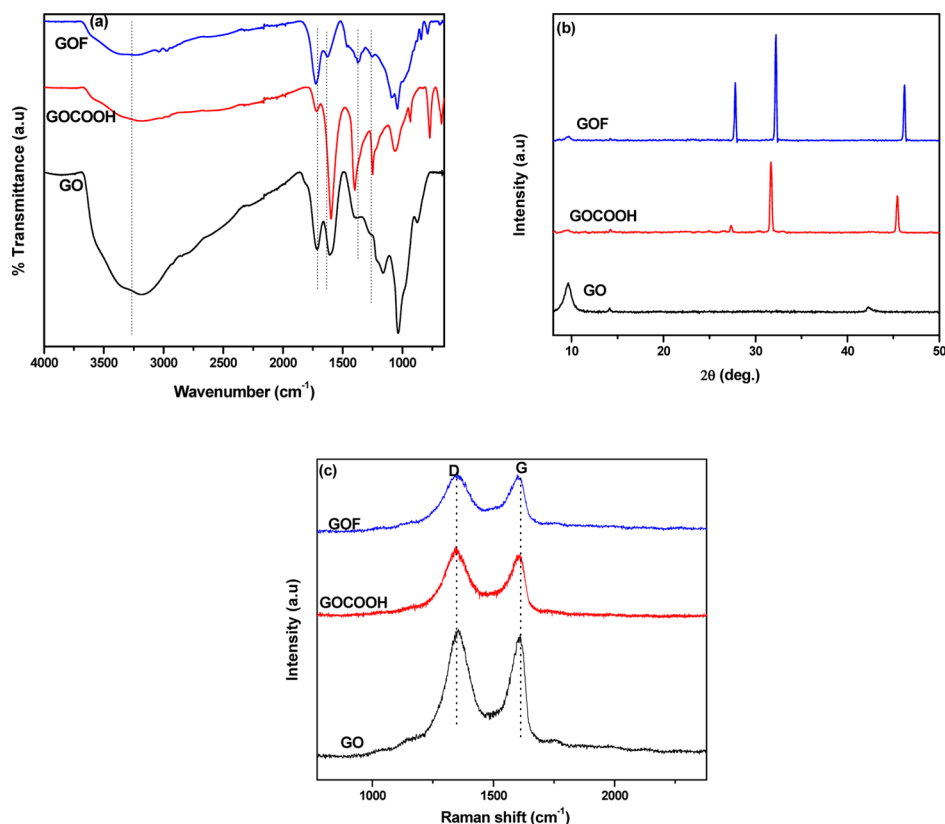 (a)
GOF
GOCOOH
GO
% Transmittance (a.u)
4000 3500 3000 2500 2000 1500 1000
Wavenumber (cm⁻¹)
(b)
GOF
GOCOOH
GO
Intensity (a.u)
10 20 30 40 50
2θ (deg.)
(c)
D G
GOF
GOCOOH
GO
Intensity (a.u)
1000 1500 2000
Raman shift (cm⁻¹)